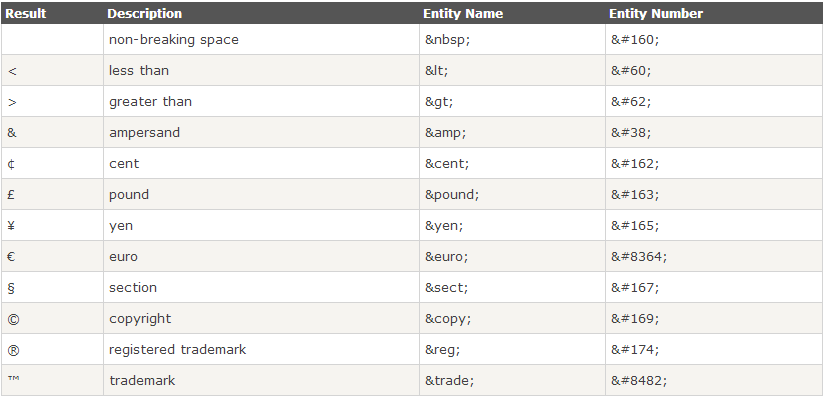 Result Description Entity Name Entity Number
non-breaking space &nbsp; &#160;
< less than &lt; &#60;
> greater than &gt; &#62;
& ampersand &amp; &#38;
¢ cent &cent; &#162;
£ pound &pound; &#163;
¥ yen &yen; &#165;
€ euro &euro; &#8364;
§ section &sect; &#167;
© copyright &copy; &#169;
® registered trademark &reg; &#174;
™ trademark &trade; &#8482;